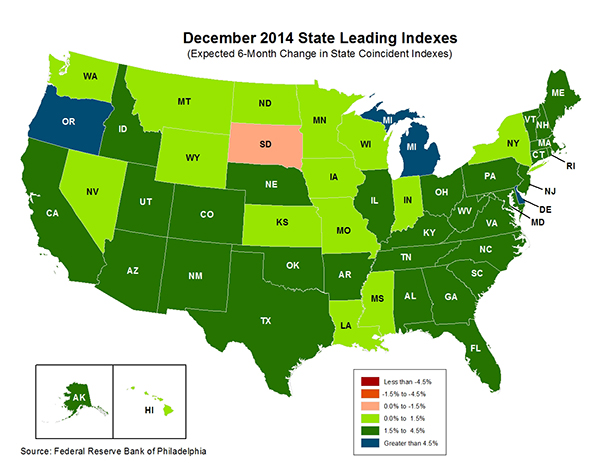 December 2014 State Leading Indexes
(Expected 6-Month Change in State Coincident Indexes)
WA
MT
ND
MN
ME
OR
ID
WY
SD
WI
MI
MI
VT
NH
NY
MA
CT
RI
NV
UT
CO
NE
IA
IL
IN
OH
PA
NJ
DE
MD
CA
KS
MO
KY
WV
VA
AZ
NM
OK
AR
TN
NC
SC
TX
LA
MS
AL
GA
FL
AK
HI
Less than -4.5%
-1.5% to -4.5%
0.0% to -1.5%
0.0% to 1.5%
1.5% to 4.5%
Greater than 4.5%
Source: Federal Reserve Bank of Philadelphia